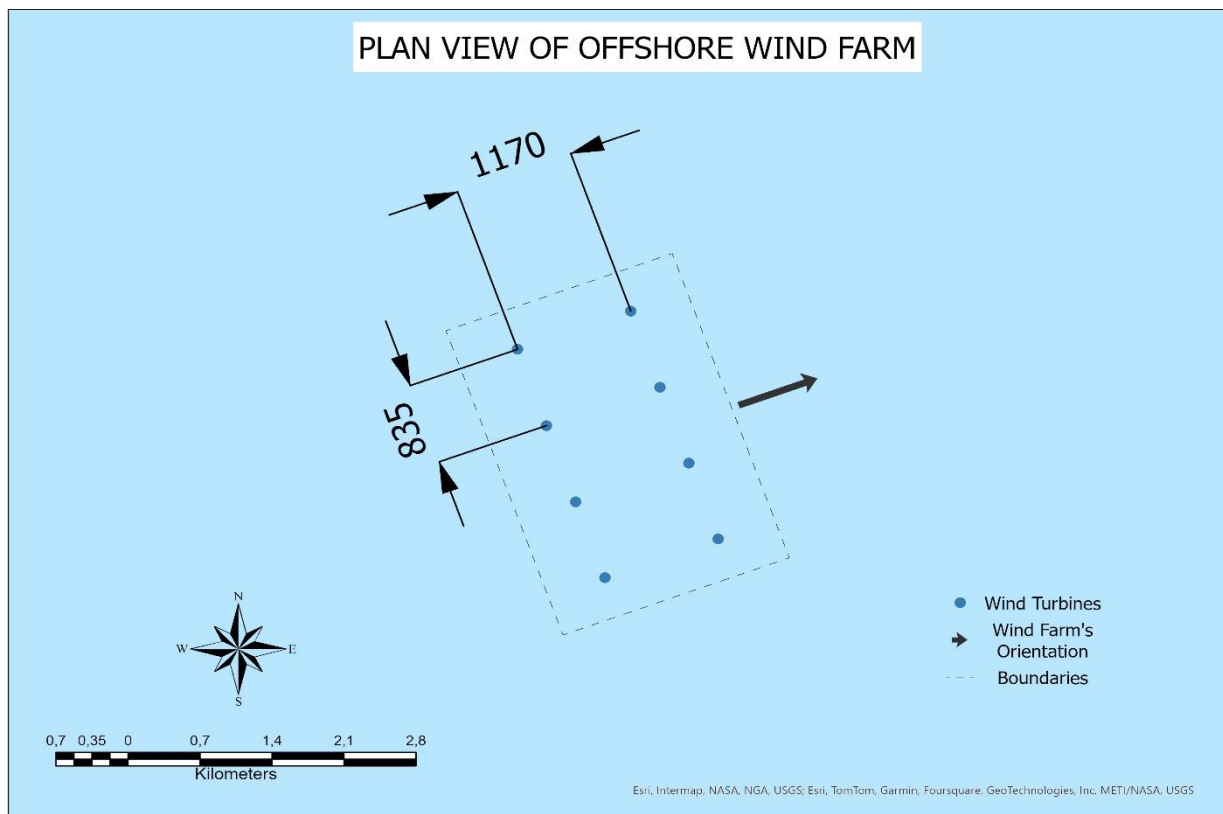 PLAN VIEW OF OFFSHORE WIND FARM
1170
835
N
W E
S
Wind Turbines
Wind Farm's
Orientation
Boundaries
0,7 0,35 0 0,7 1,4 2,1 2,8
Kilometers
Esri, Intermap, NASA, NGA, USGS; Esri, TomTom, Garmin, Foursquare, GeoTechnologies, Inc, METI/NASA, USGS